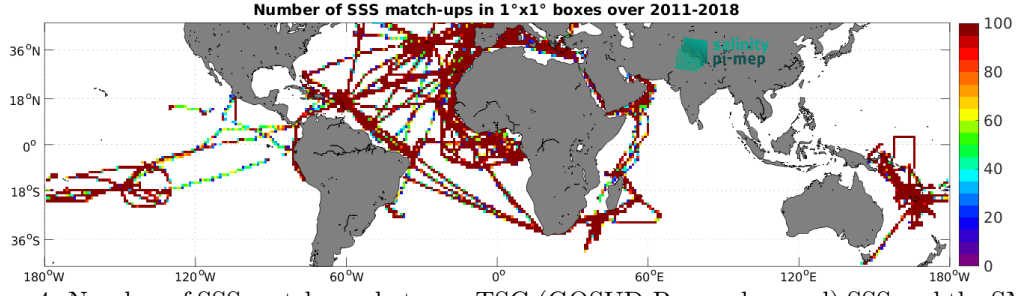 Number of SSS match-ups in 1°x1° boxes over 2011-2018
salinity
pi-mep
36°N
18°N
0°
18°S
36°S
180°W
120°W
60°W
0°
60°E
120°E
180°W
100
80
60
40
20
0